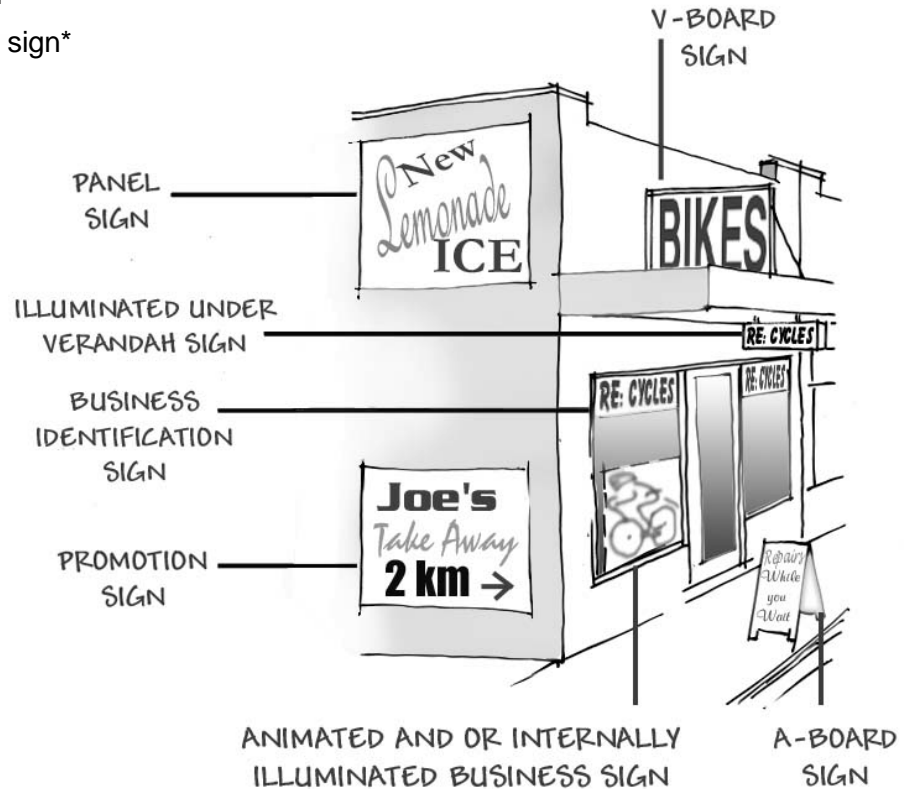 sign*
V-BOARD
SIGN
PANEL
SIGN
New
Lemonade
ICE
BIKES
ILLUMINATED UNDER
VERANDAH SIGN
RE: CYCLES
BUSINESS
IDENTIFICATION
SIGN
RE: CYCLES
RE: CYCLES
PROMOTION
SIGN
Joe's
Take Away
2 km →
Repairs
While
you
Wait
ANIMATED AND OR INTERNALLY
ILLUMINATED BUSINESS SIGN
A-BOARD
SIGN